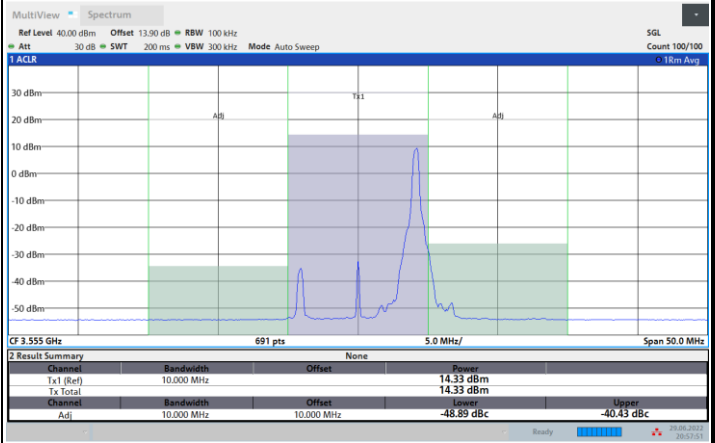 MultiView Spectrum
Ref Level 40.00 dBm Offset 13.90 dB RBW 100 kHz SGL
Att 30 dB SWT 200 ms VBW 300 kHz Mode Auto Sweep Count 100/100
1 ACLR 1Rm Avg
30 dBm
Tx1
20 dBm Adj Adj
10 dBm
0 dBm
-10 dBm
-20 dBm
-30 dBm
-40 dBm
-50 dBm
CF 3.555 GHz 691 pts 5.0 MHz/ Span 50.0 MHz
2 Result Summary None
Channel Bandwidth Offset Power
Tx1 (Ref) 10.000 MHz 14.33 dBm
Tx Total 14.33 dBm
Channel Bandwidth Offset Lower Upper
Adj 10.000 MHz 10.000 MHz -48.89 dBc -40.43 dBc
Ready 29.06.2022
20:57:51